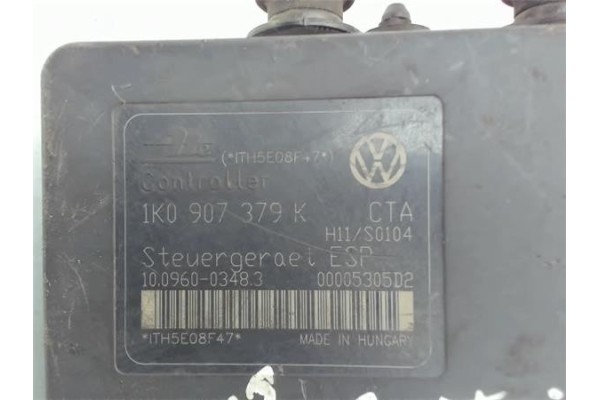 (*ITH5E08F47*)
Controller
1K0 907 379 K CTA
H11/S0104
Steuergeraet ESP
10.0960-0348.3 00005305D2
*ITH5E08F47* MADE IN HUNGARY